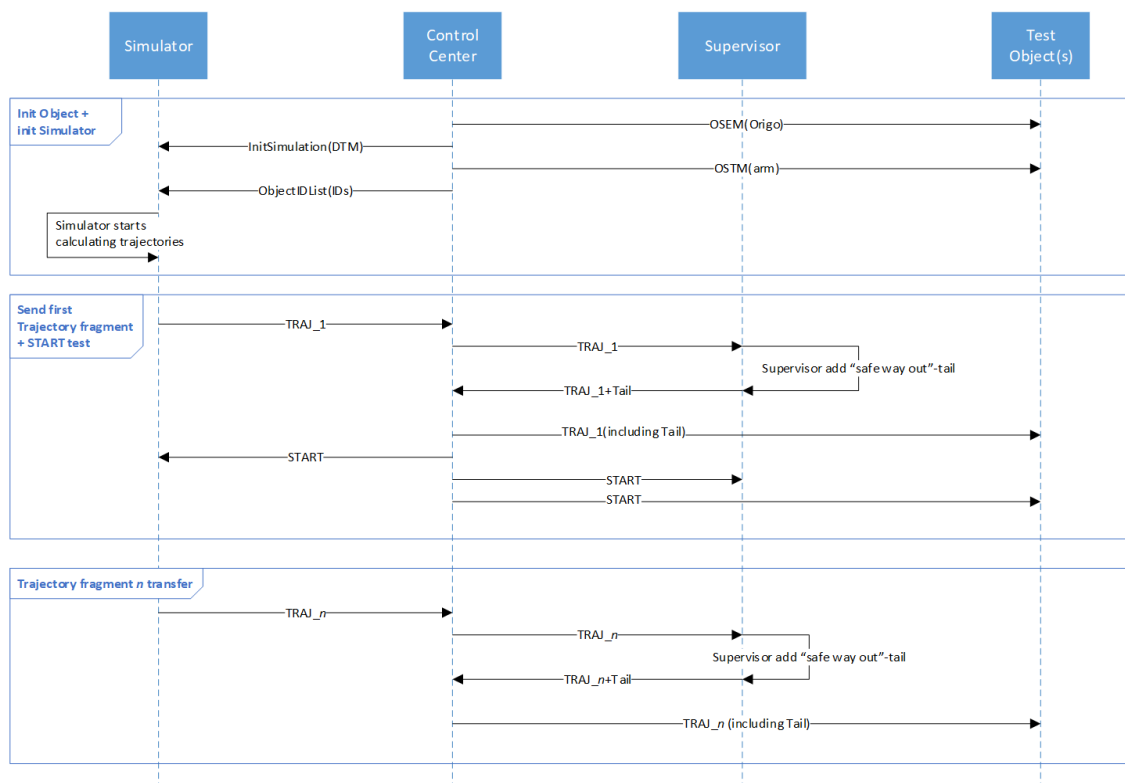 Simulator
Control
Center
Supervisor
Test
Object(s)
Init Object +
init Simulator
OSEM(Origo)
InitSimulation(DTM)
OSTM(arm)
ObjectIDList(IDs)
Simulator starts
calculating trajectories
Send first
Trajectory fragment
+ START test
TRAJ_1
TRAJ_1
Supervisor add “safe way out”-tail
TRAJ_1+Tail
TRAJ_1(including Tail)
START
START
START
Trajectory fragment n transfer
TRAJ_n
TRAJ_n
Supervisor add “safe way out”-tail
TRAJ_n+Tail
TRAJ_n (including Tail)